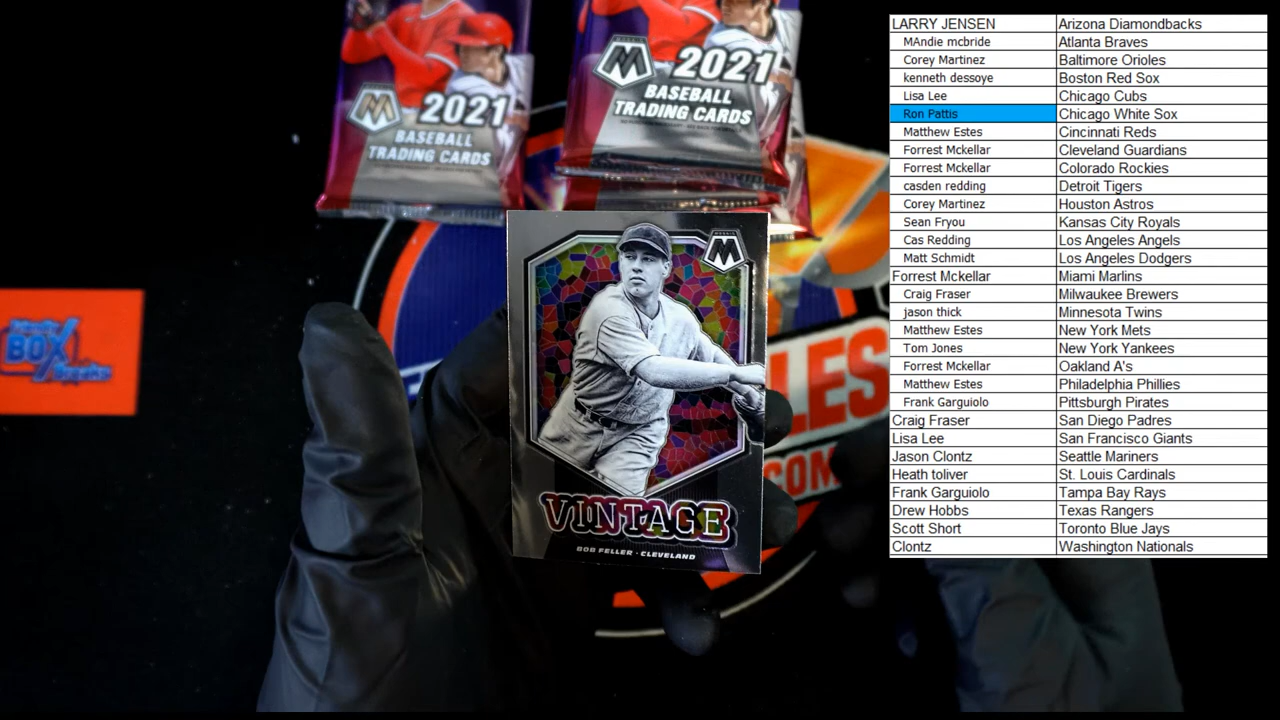 2021
BASEBALL
TRADING CARDS
2021
BASEBALL
TRADING CARDS
BOX
LES
COM
MOSAIC
VINTAGE
BOB FELLER · CLEVELAND
LARRY JENSEN Arizona Diamondbacks
MAndie mcbride Atlanta Braves
Corey Martinez Baltimore Orioles
kenneth dessoye Boston Red Sox
Lisa Lee Chicago Cubs
Ron Pattis Chicago White Sox
Matthew Estes Cincinnati Reds
Forrest Mckellar Cleveland Guardians
Forrest Mckellar Colorado Rockies
casden redding Detroit Tigers
Corey Martinez Houston Astros
Sean Fryou Kansas City Royals
Cas Redding Los Angeles Angels
Matt Schmidt Los Angeles Dodgers
Forrest Mckellar Miami Marlins
Craig Fraser Milwaukee Brewers
jason thick Minnesota Twins
Matthew Estes New York Mets
Tom Jones New York Yankees
Forrest Mckellar Oakland A's
Matthew Estes Philadelphia Phillies
Frank Garguiolo Pittsburgh Pirates
Craig Fraser San Diego Padres
Lisa Lee San Francisco Giants
Jason Clontz Seattle Mariners
Heath toliver St. Louis Cardinals
Frank Garguiolo Tampa Bay Rays
Drew Hobbs Texas Rangers
Scott Short Toronto Blue Jays
Clontz Washington Nationals